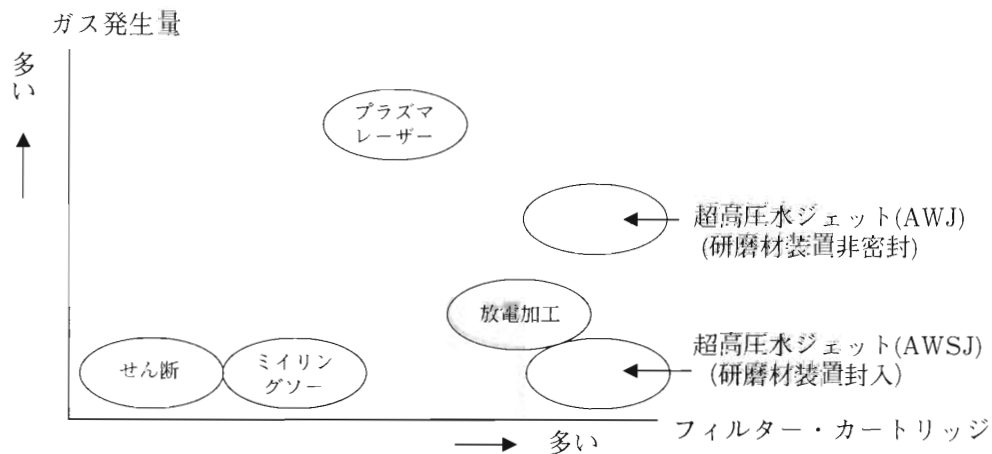 ガス発生量
多い
プラズマ
レーザー
超高圧水ジェット(AWJ)
(研磨材装置非密封)
放電加工
超高圧水ジェット(AWSJ)
(研磨材装置封入)
せん断
ミイリン
グソー
多い
フィルター・カートリッジ